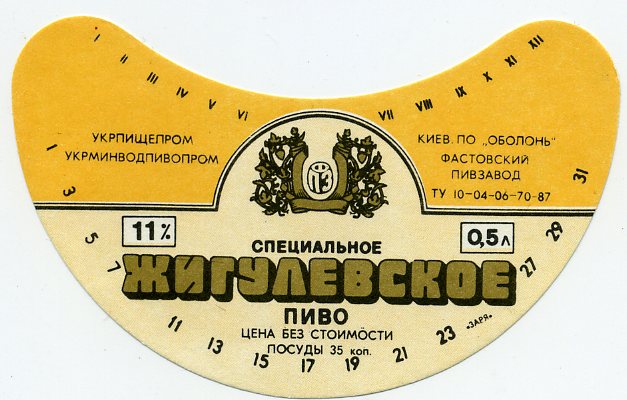 I II III IV V VI VII VIII IX X XI XII
УКРПИЩЕПРОМ
УКРМИНВОДПИВОПРОМ
КИЕВ. ПО „ОБОЛОНЬ"
ФАСТОВСКИЙ
ПИВЗАВОД
ТУ 10-04-06-70-87
ФПЗ
11%
0,5л
СПЕЦИАЛЬНОЕ
ЖИГУЛЕВСКОЕ
ПИВО
ЦЕНА БЕЗ СТОИМОСТИ
ПОСУДЫ 35 коп.
1 3 5 7 11 13 15 17 19 21 23 27 29 31
«ЗАРЯ»